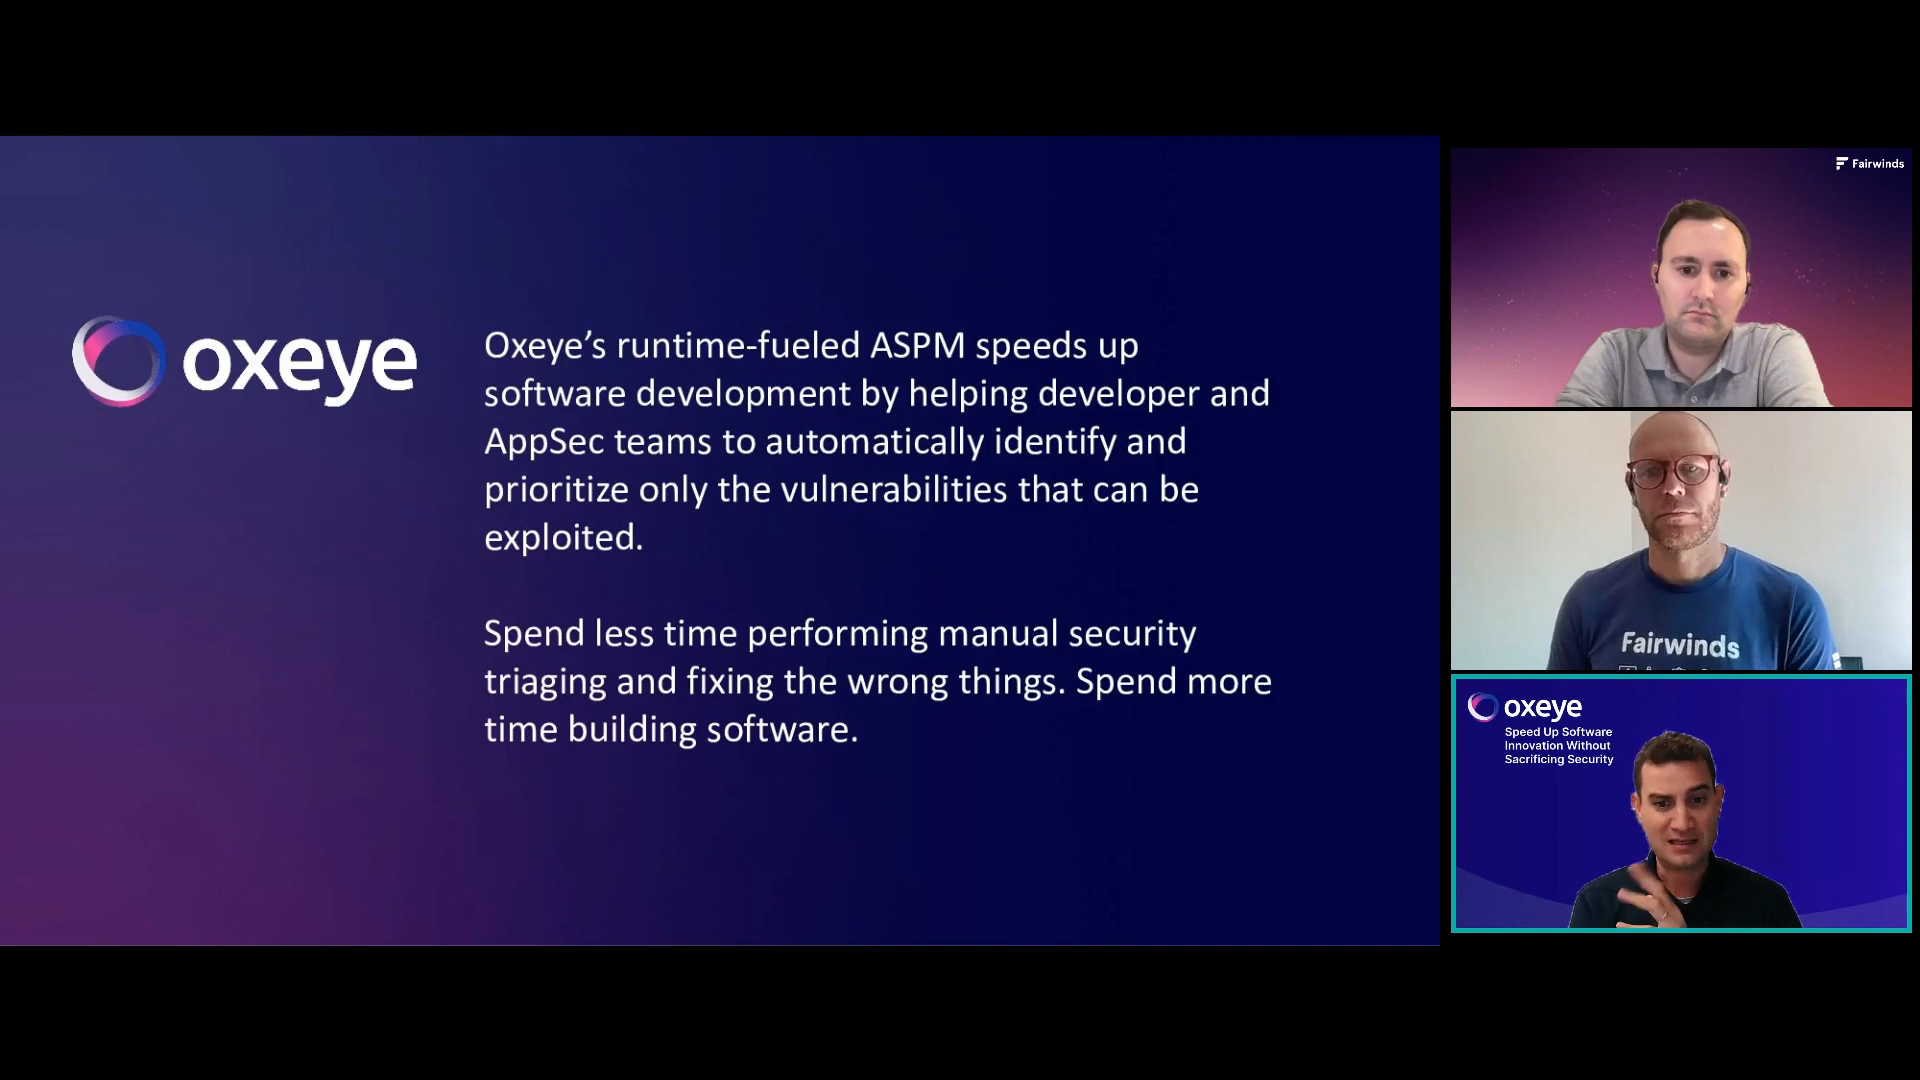 oxeye
Oxeye’s runtime-fueled ASPM speeds up
software development by helping developer and
AppSec teams to automatically identify and
prioritize only the vulnerabilities that can be
exploited.
Spend less time performing manual security
triaging and fixing the wrong things. Spend more
time building software.
Fairwinds
Fairwinds
oxeye
Speed Up Software
Innovation Without
Sacrificing Security